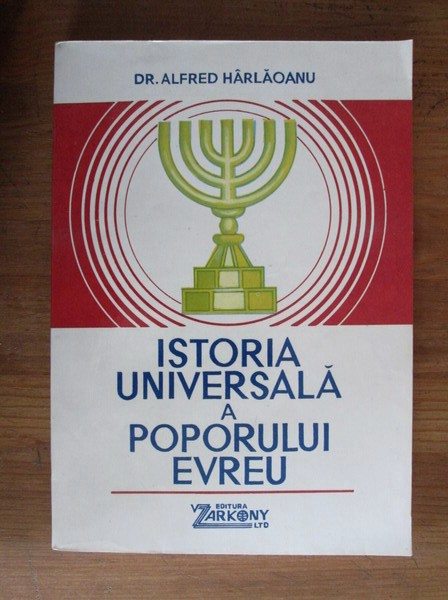 DR. ALFRED HÂRLĂOANU
ISTORIA
UNIVERSALĂ
A
POPORULUI
EVREU
EDITURA
ZARKONY
LTD